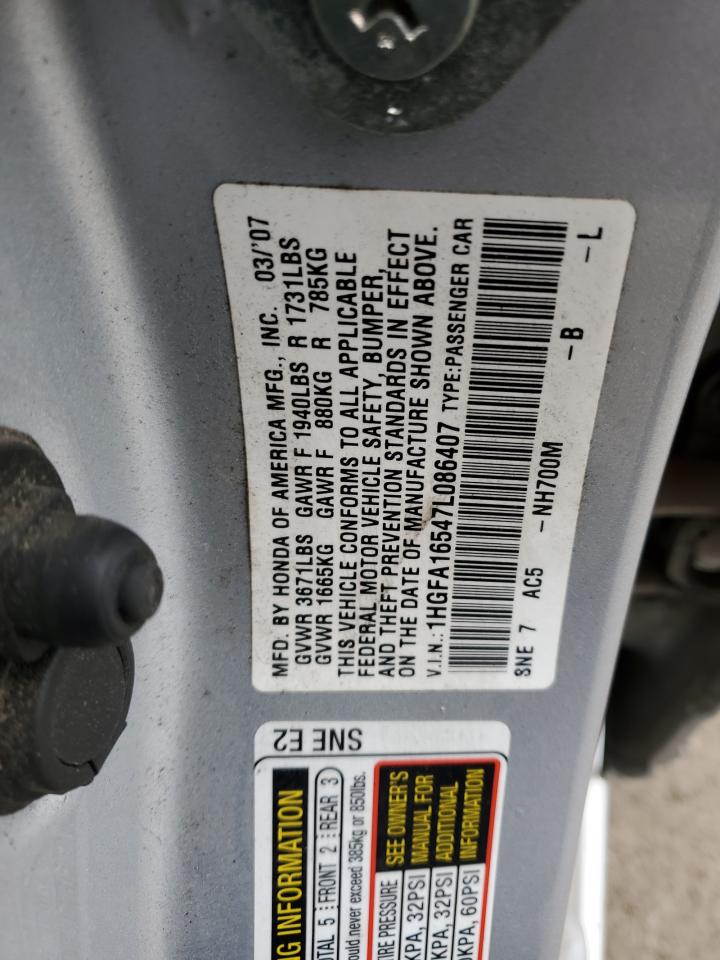 MFD. BY HONDA OF AMERICA MFG., INC. 03/'07
GVWR 3671LBS GAWR F 1940LBS R 1731LBS
GVWR 1665KG GAWR F 880KG R 785KG
THIS VEHICLE CONFORMS TO ALL APPLICABLE
FEDERAL MOTOR VEHICLE SAFETY, BUMPER,
AND THEFT PREVENTION STANDARDS IN EFFECT
ON THE DATE OF MANUFACTURE SHOWN ABOVE.
V.I.N.: 1HGFA16547L086407 TYPE:PASSENGER CAR
SNE 7 AC5 -NH700M -B -L
SNE E2
INFORMATION
5 FRONT 2 REAR 3
never exceed 385kg or 850lbs.
PRESSURE
SEE OWNER'S
MANUAL FOR
ADDITIONAL
INFORMATION
KPA, 32PSI
KPA, 32PSI
KPA, 60PSI